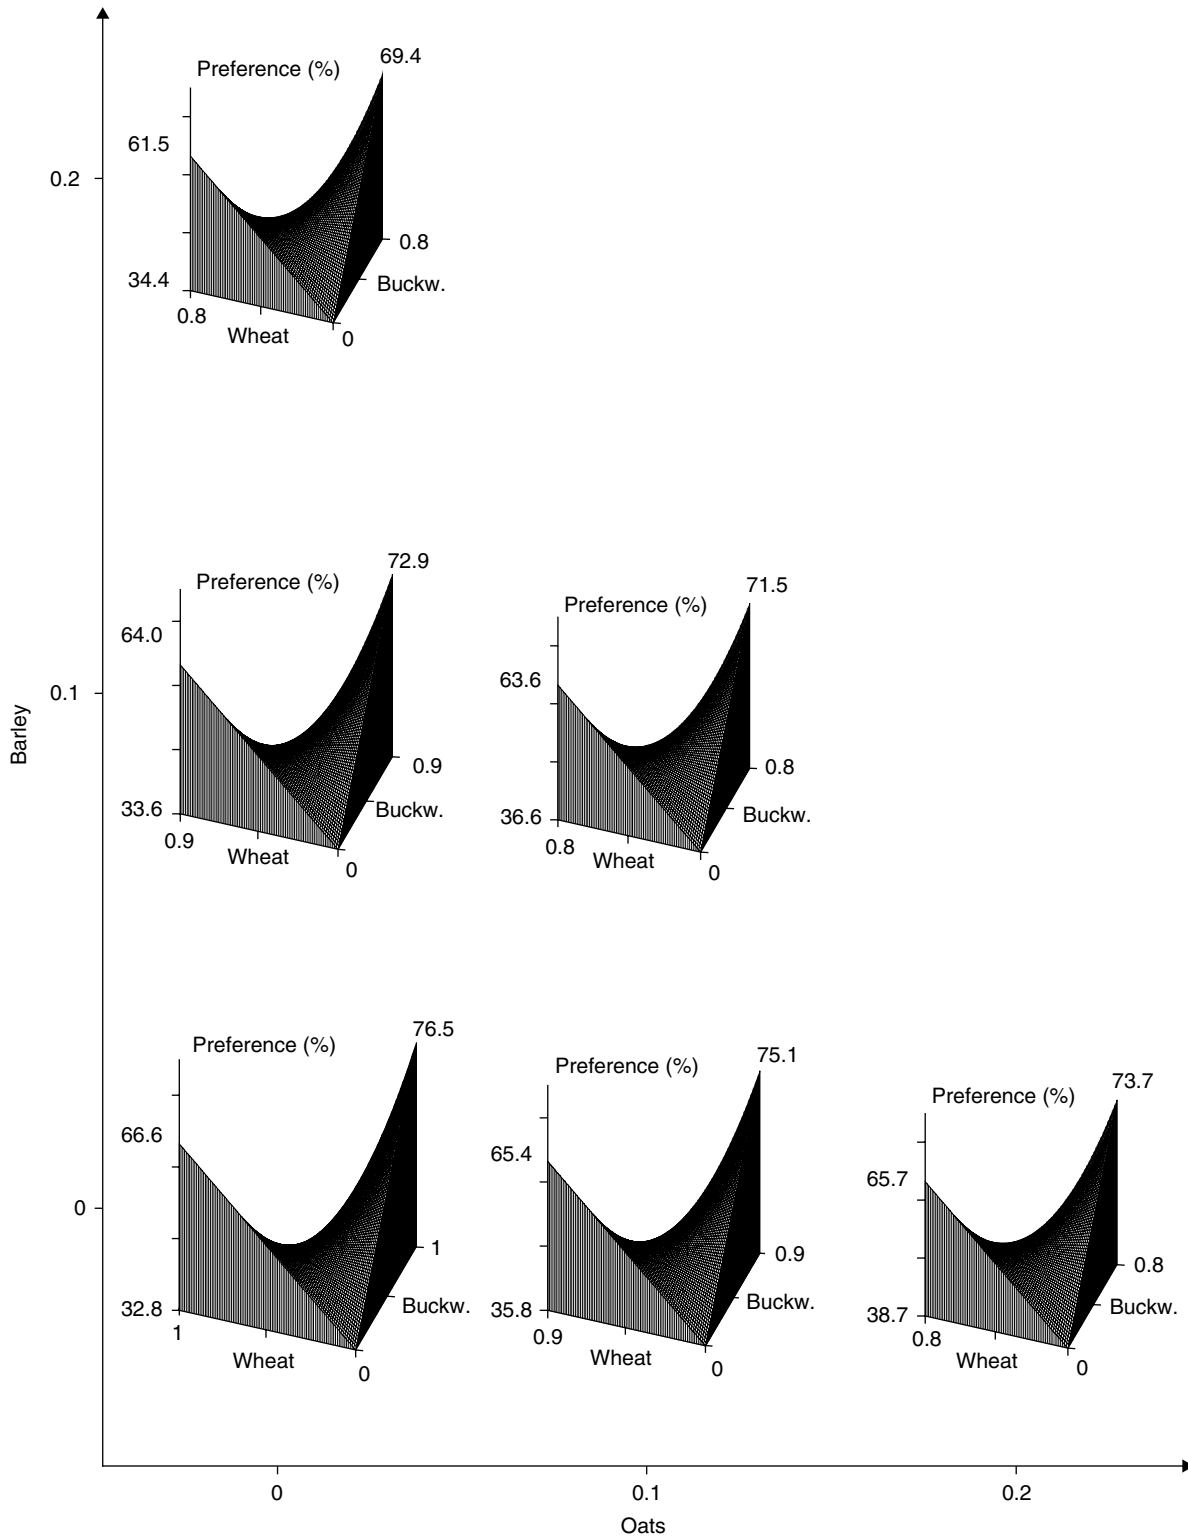 69.4
Preference (%)
61.5
0.2
0.8
Buckw.
34.4
0.8
Wheat
0
72.9
Preference (%)
71.5
Preference (%)
64.0
63.6
0.1
Barley
0.9
0.8
33.6
Buckw.
36.6
Buckw.
0.9
Wheat
0
0.8
Wheat
0
76.5
Preference (%)
75.1
Preference (%)
73.7
Preference (%)
66.6
65.4
65.7
0
1
0.9
0.8
32.8
Buckw.
35.8
Buckw.
38.7
Buckw.
1
Wheat
0
0.9
Wheat
0
0.8
Wheat
0
0
0.1
0.2
Oats